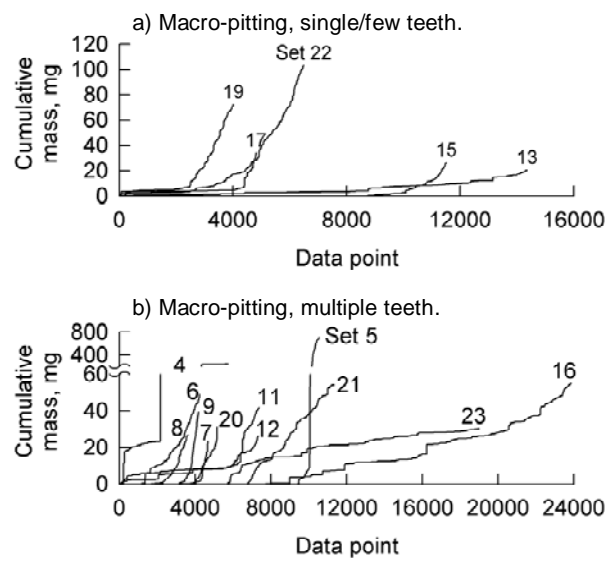 a) Macro-pitting, single/few teeth.
Cumulative
mass, mg
120
100
80
60
40
20
0
Set 22
19
17
15
13
0 4000 8000 12000 16000
Data point
b) Macro-pitting, multiple teeth.
Cumulative
mass, mg
800
400
60
40
20
0
Set 5
4
6
8
9
7
20
11
12
21
23
16
0 4000 8000 12000 16000 20000 24000
Data point